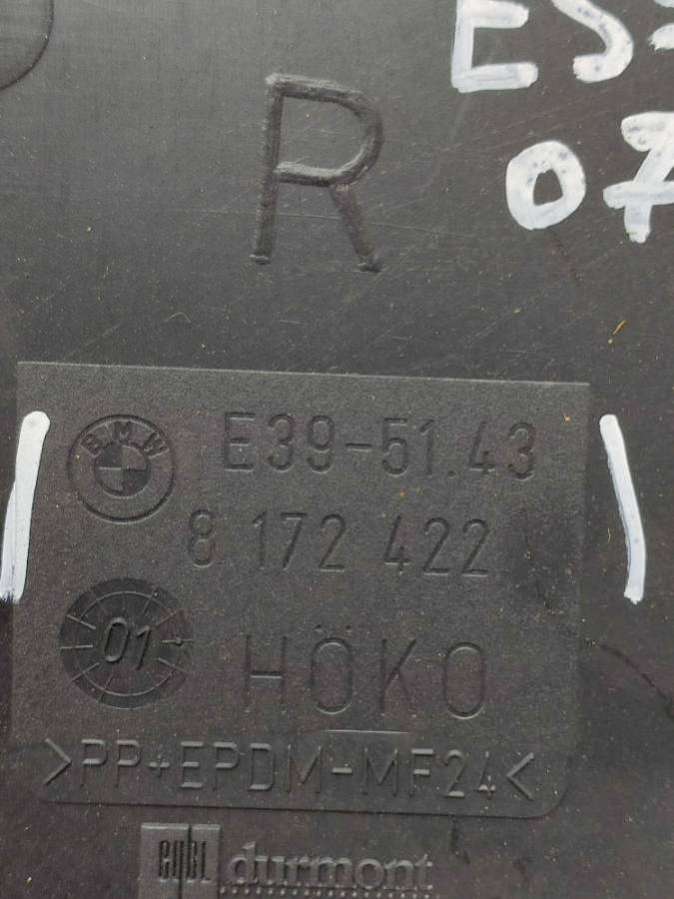 ES
R
07
BMW
E39-51.43
8 172 422
01
HÖKO
>PP+EPDM-MF24<
durmont